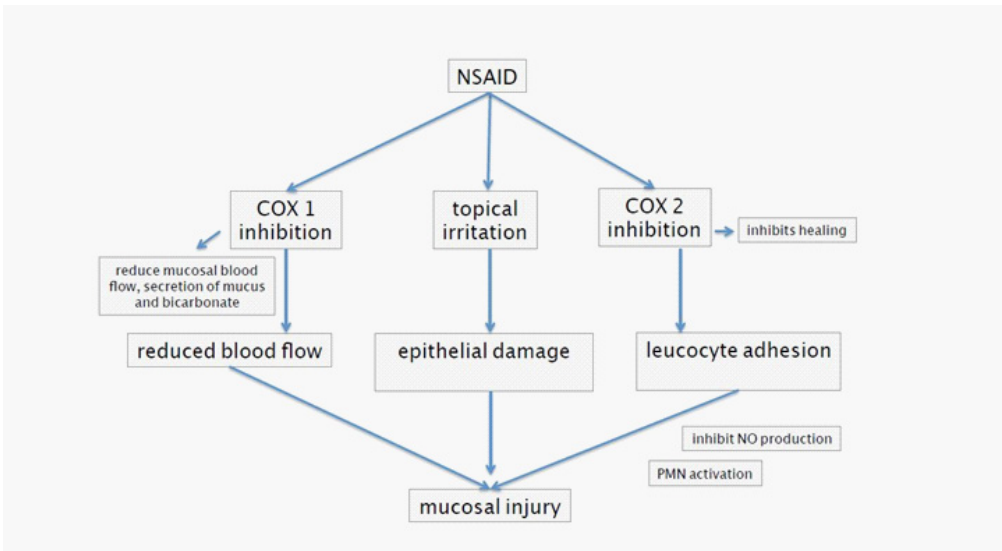 NSAID
COX 1
inhibition
topical
irritation
COX 2
inhibition
inhibits healing
reduce mucosal blood
flow, secretion of mucus
and bicarbonate
reduced blood flow
epithelial damage
leucocyte adhesion
inhibit NO production
PMN activation
mucosal injury